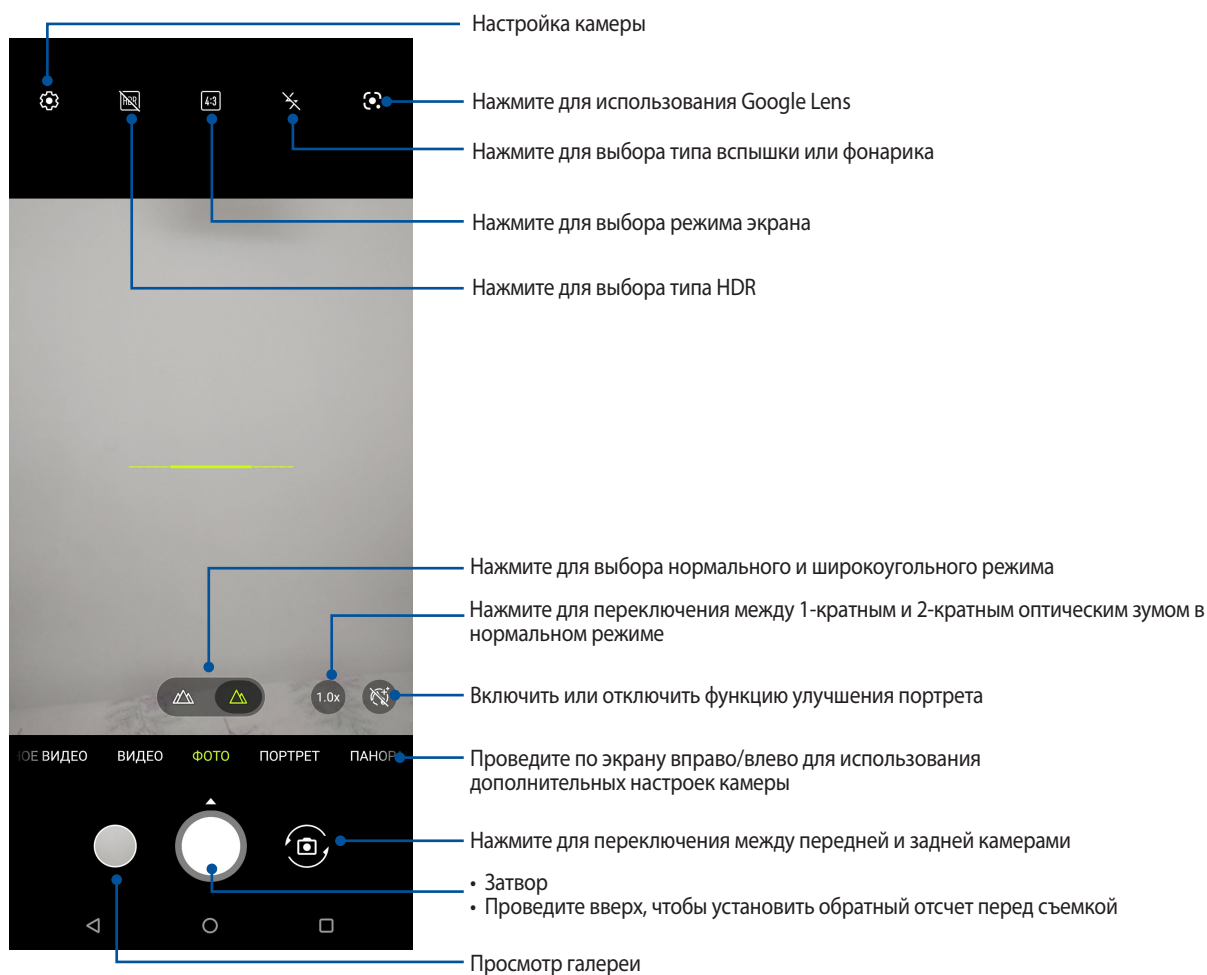 Настройка камеры
HDR
4:3
Нажмите для использования Google Lens
Нажмите для выбора типа вспышки или фонарика
Нажмите для выбора режима экрана
Нажмите для выбора типа HDR
Нажмите для выбора нормального и широкоугольного режима
Нажмите для переключения между 1-кратным и 2-кратным оптическим зумом в
нормальном режиме
1.0x
Включить или отключить функцию улучшения портрета
НОЕ ВИДЕО ВИДЕО ФОТО ПОРТРЕТ ПАНОР
Проведите по экрану вправо/влево для использования
дополнительных настроек камеры
Нажмите для переключения между передней и задней камерами
• Затвор
• Проведите вверх, чтобы установить обратный отсчет перед съемкой
Просмотр галереи